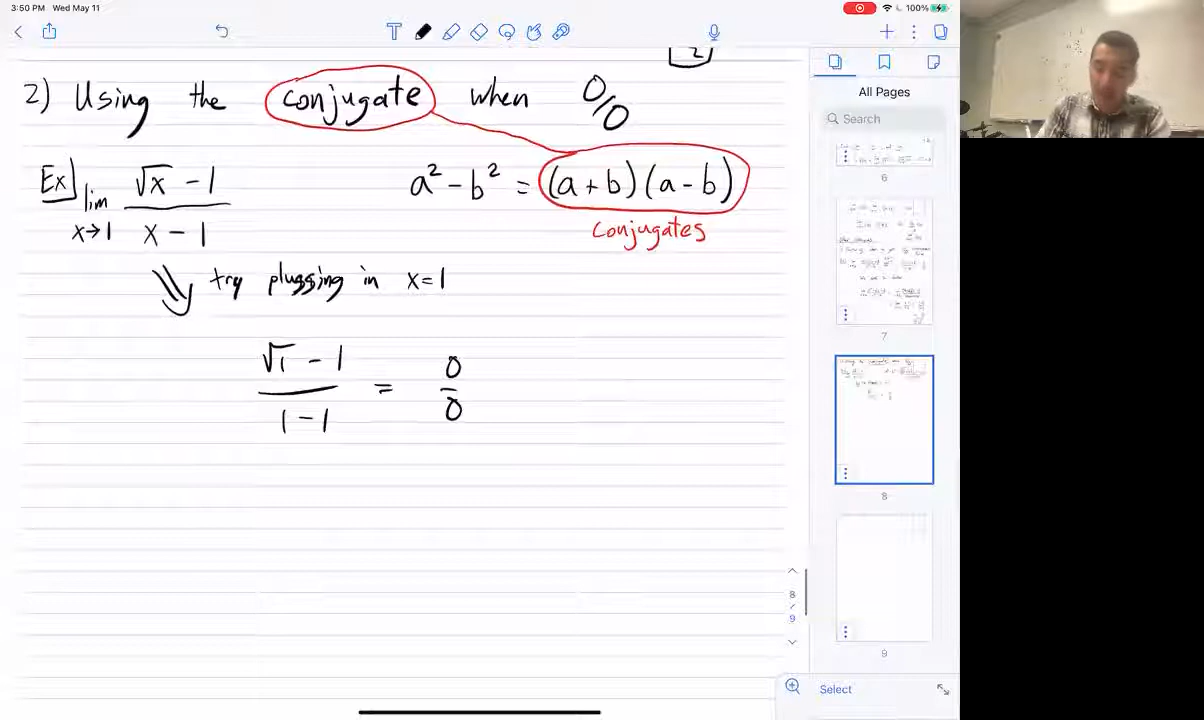 3:50 PM Wed May 11
100%
2) Using the conjugate when 0/0
Ex] lim x→1 (√x - 1)/(x - 1)
a² - b² = (a + b)(a - b)
conjugates
try plugging in x=1
(√1 - 1)/(1 - 1) = 0/0
All Pages
Search
6
7
8
9
8/9
Select